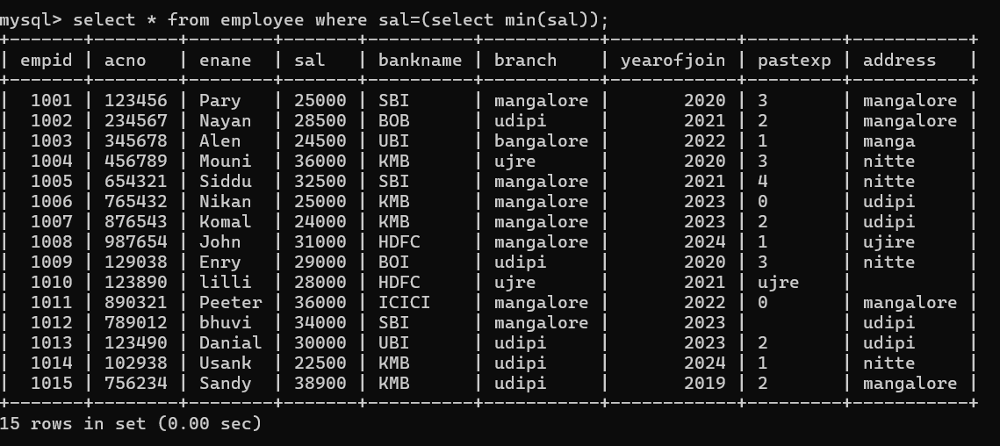 mysql> select * from employee where sal=(select min(sal));
+-------+--------+--------+-------+----------+-----------+------------+---------+-----------+
| empid | acno   | enane  | sal   | bankname | branch    | yearofjoin | pastexp | address   |
+-------+--------+--------+-------+----------+-----------+------------+---------+-----------+
|  1001 | 123456 | Pary   | 25000 | SBI      | mangalore |       2020 | 3       | mangalore |
|  1002 | 234567 | Nayan  | 28500 | BOB      | udipi     |       2021 | 2       | mangalore |
|  1003 | 345678 | Alen   | 24500 | UBI      | bangalore |       2022 | 1       | manga     |
|  1004 | 456789 | Mouni  | 36000 | KMB      | ujre      |       2020 | 3       | nitte     |
|  1005 | 654321 | Siddu  | 32500 | SBI      | mangalore |       2021 | 4       | nitte     |
|  1006 | 765432 | Nikan  | 25000 | KMB      | mangalore |       2023 | 0       | udipi     |
|  1007 | 876543 | Komal  | 24000 | KMB      | mangalore |       2023 | 2       | udipi     |
|  1008 | 987654 | John   | 31000 | HDFC     | mangalore |       2024 | 1       | ujire     |
|  1009 | 129038 | Enry   | 29000 | BOI      | udipi     |       2020 | 3       | nitte     |
|  1010 | 123890 | lilli  | 28000 | HDFC     | ujre      |       2021 | ujre    |           |
|  1011 | 890321 | Peeter | 36000 | ICICI    | mangalore |       2022 | 0       | mangalore |
|  1012 | 789012 | bhuvi  | 34000 | SBI      | mangalore |       2023 |         | udipi     |
|  1013 | 123490 | Danial | 30000 | UBI      | udipi     |       2023 | 2       | udipi     |
|  1014 | 102938 | Usank  | 22500 | KMB      | udipi     |       2024 | 1       | nitte     |
|  1015 | 756234 | Sandy  | 38900 | KMB      | udipi     |       2019 | 2       | mangalore |
+-------+--------+--------+-------+----------+-----------+------------+---------+-----------+
15 rows in set (0.00 sec)